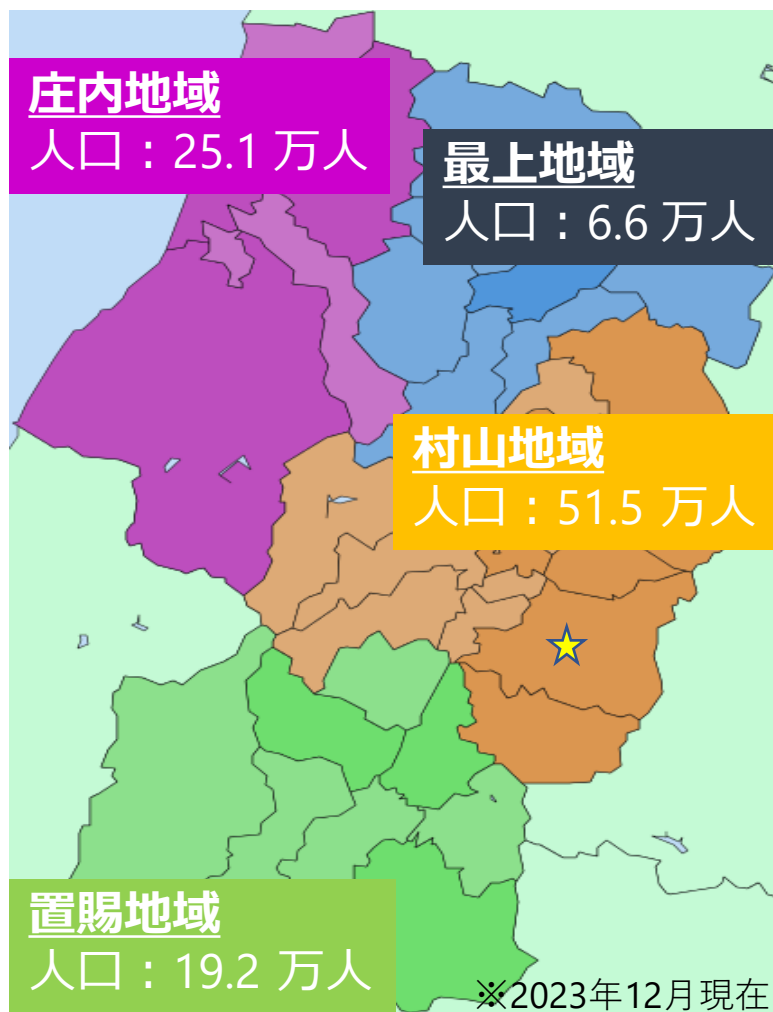 庄内地域
人口：25.1 万人
最上地域
人口：6.6 万人
村山地域
人口：51.5 万人
置賜地域
人口：19.2 万人
※2023年12月現在